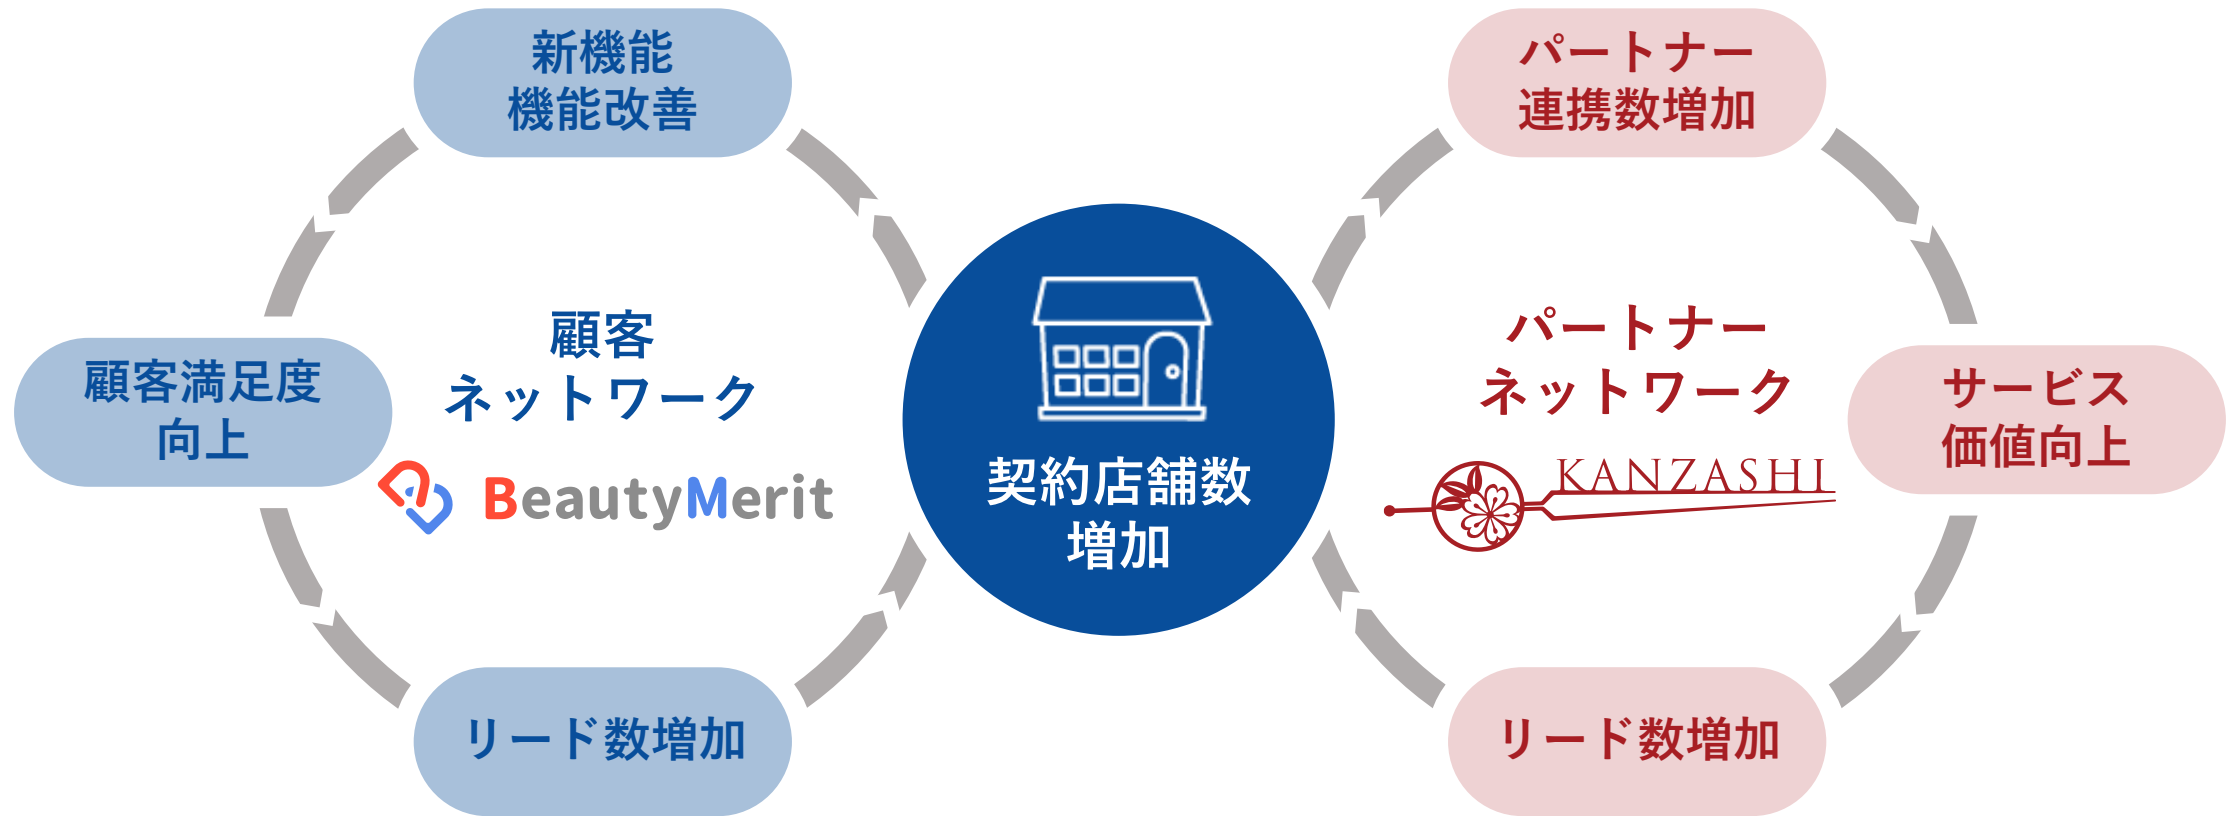 新機能
機能改善
顧客満足度
向上
顧客
ネットワーク
BeautyMerit
リード数増加
契約店舗数
増加
パートナー
連携数増加
パートナー
ネットワーク
KANZASHI
サービス
価値向上
リード数増加